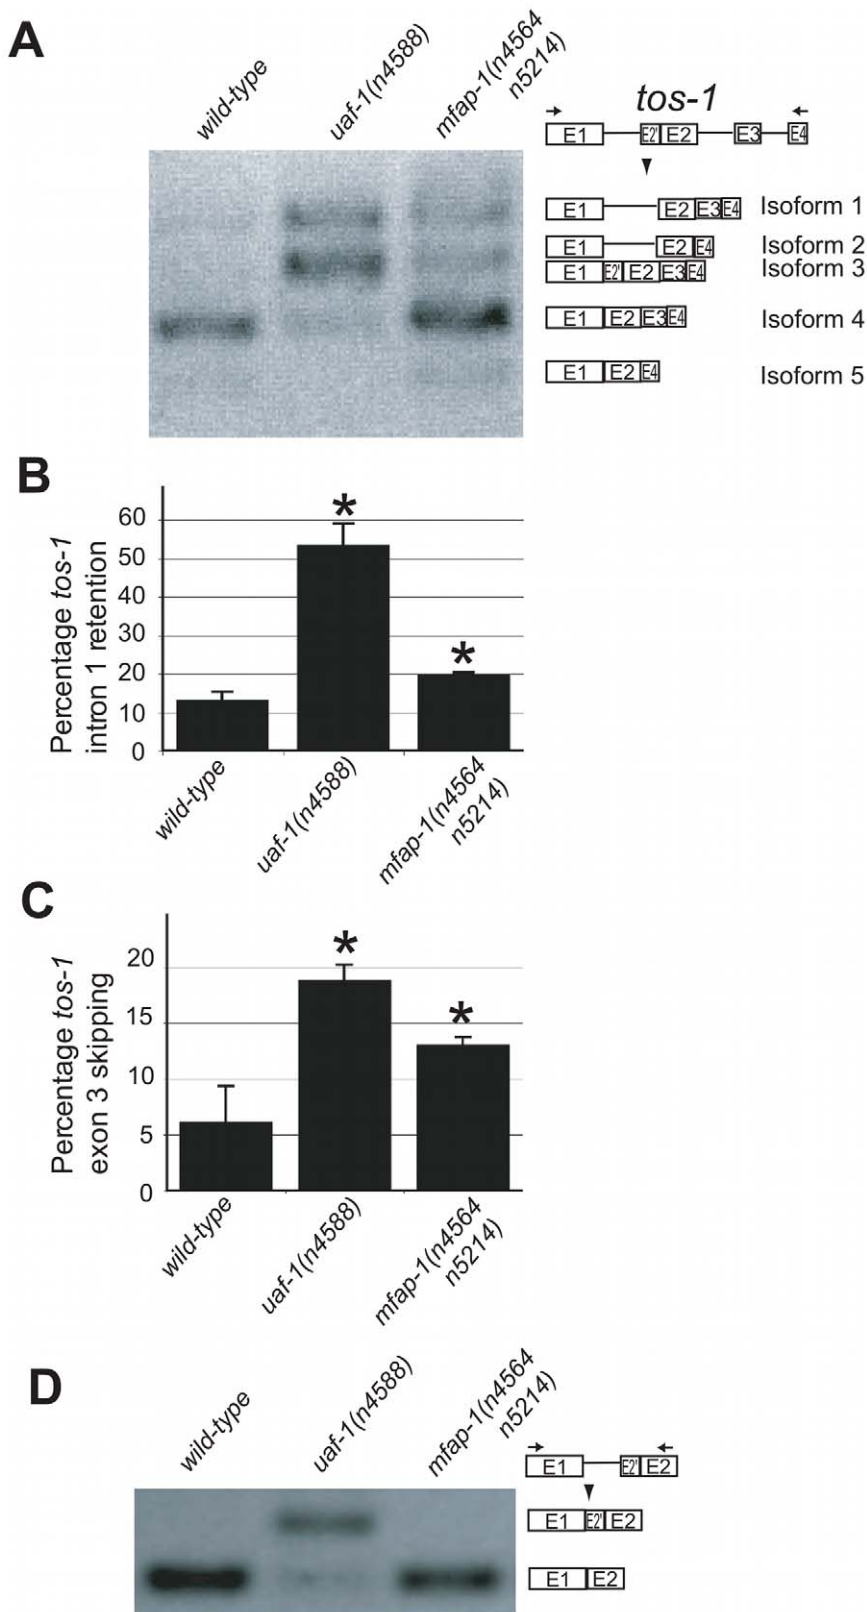 A
wild-type
uaf-1(n4588)
mfap-1(n4564
n5214)
tos-1
E1 E2' E2 E3 E4
E1 E2 E3 E4 Isoform 1
E1 E2 E4 Isoform 2
E1 E2' E2 E3 E4 Isoform 3
E1 E2 E3 E4 Isoform 4
E1 E2 E4 Isoform 5
B
Percentage tos-1
intron 1 retention
60
50
40
30
20
10
0
*
*
wild-type
uaf-1(n4588)
mfap-1(n4564
n5214)
C
Percentage tos-1
exon 3 skipping
20
15
10
5
0
*
*
wild-type
uaf-1(n4588)
mfap-1(n4564
n5214)
D
wild-type
uaf-1(n4588)
mfap-1(n4564
n5214)
E1 E2' E2
E1 E2' E2
E1 E2